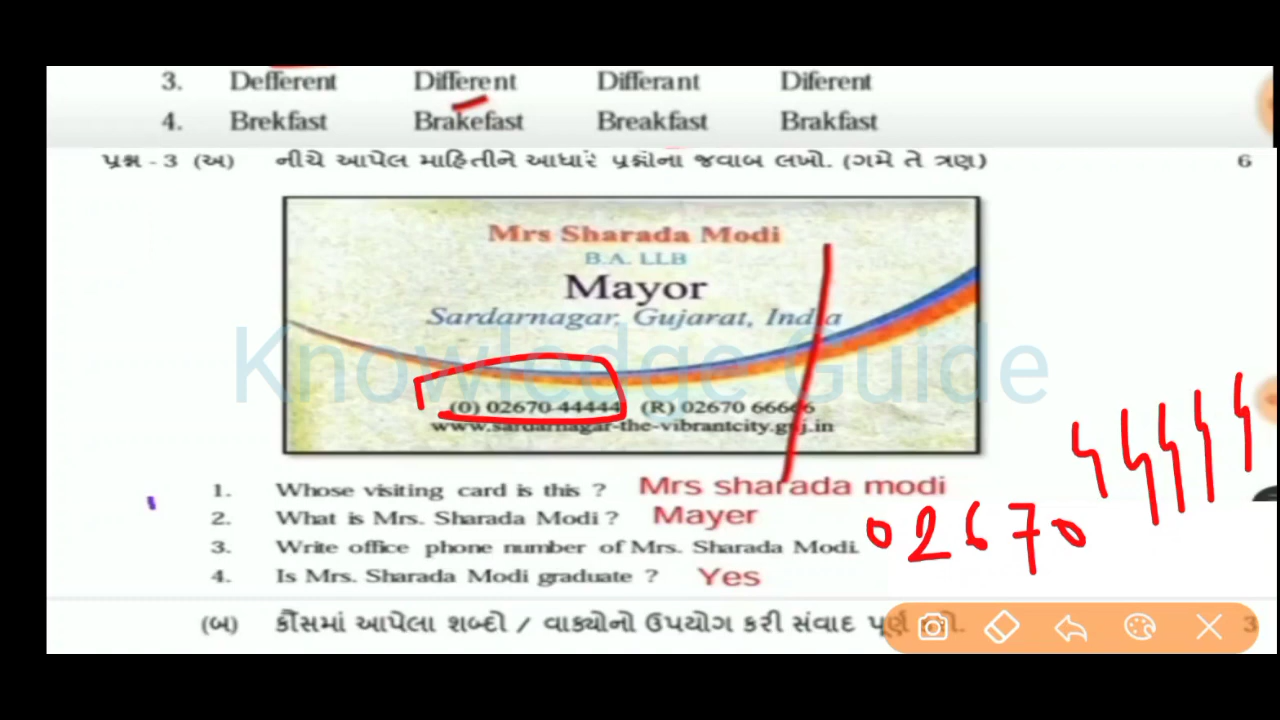 3. Defferent Different Differant Diferent
4. Brekfast Brakefast Breakfast Brakfast
પ્રશ્ન - 3 (અ) નીચે આપેલ માહિતીને આધારે પ્રશ્નોના જવાબ લખો. (ગમે તે ત્રણ) 6
Mrs Sharada Modi
B.A. LLB
Mayor
Sardarnagar, Gujarat, India
Knowledge Guide
(0) 02670 44444 (R) 02670 66666
www.sardarnagar-the-vibrantcity.guj.in
1. Whose visiting card is this ? Mrs sharada modi
2. What is Mrs. Sharada Modi ? Mayer
3. Write office phone number of Mrs. Sharada Modi. 02670 44444
4. Is Mrs. Sharada Modi graduate ? Yes
(બ) કૌંસમાં આપેલા શબ્દો / વાક્યોનો ઉપયોગ કરી સંવાદ પૂર્ણ 3